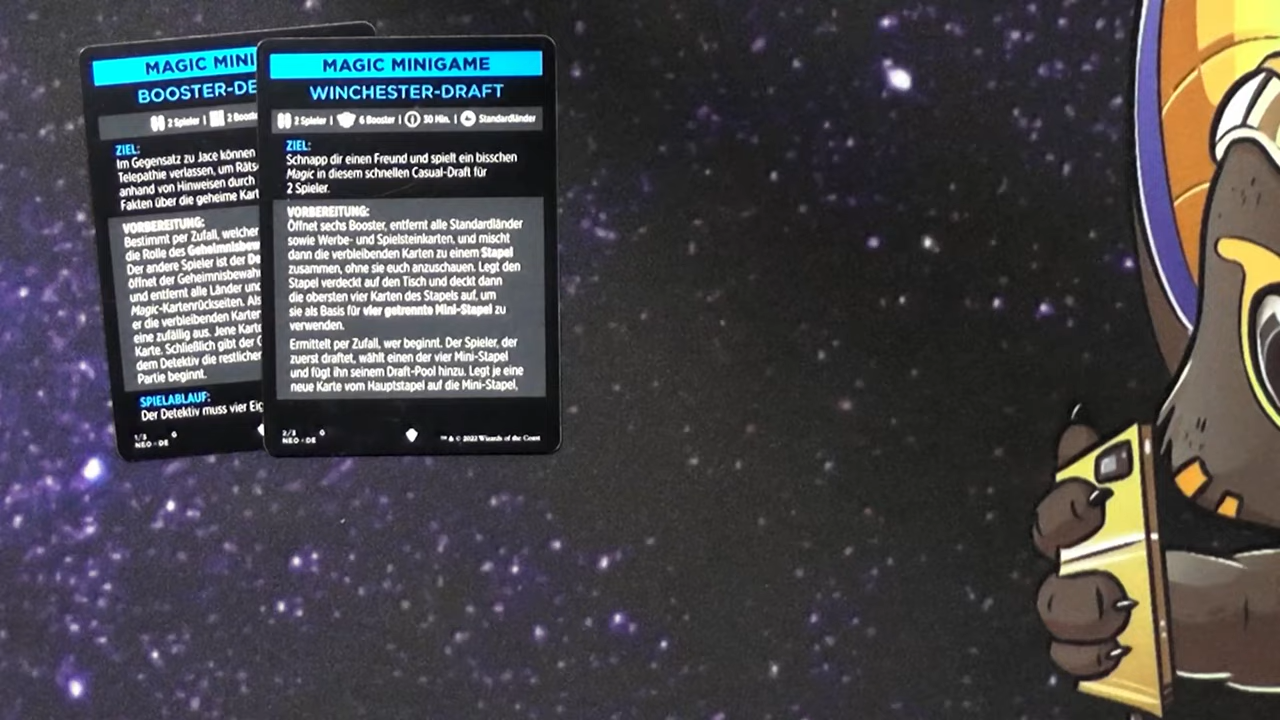 MAGIC MINI
BOOSTER-DE
2 Spieler | 2 Booste
ZIEL:
Im Gegensatz zu Jace können
Telepathie verlassen, um Räts
anhand von Hinweisen durch
Fakten über die geheime Kart
VORBEREITUNG:
Bestimmt per Zufall, welcher
die Rolle des Geheimnisbew
Der andere Spieler ist der De
öffnet der Geheimnisbewah
und entfernt alle Länder und
Magic-Kartenrückseiten. Als
er die verbleibenden Karten
eine zufällig aus. Jene Karte
Karte. Schließlich gibt der G
dem Detektiv die restlicher
Partie beginnt.
SPIELABLAUF:
Der Detektiv muss vier Eig
1/3 G
NEO • DE
MAGIC MINIGAME
WINCHESTER-DRAFT
2 Spieler | 6 Booster | 30 Min. | Standardländer
ZIEL:
Schnapp dir einen Freund und spielt ein bisschen
Magic in diesem schnellen Casual-Draft für
2 Spieler.
VORBEREITUNG:
Öffnet sechs Booster, entfernt alle Standardländer
sowie Werbe- und Spielsteinkarten, und mischt
dann die verbleibenden Karten zu einem Stapel
zusammen, ohne sie euch anzuschauen. Legt den
Stapel verdeckt auf den Tisch und deckt dann
die obersten vier Karten des Stapels auf, um
sie als Basis für vier getrennte Mini-Stapel zu
verwenden.
Ermittelt per Zufall, wer beginnt. Der Spieler, der
zuerst draftet, wählt einen der vier Mini-Stapel
und fügt ihn seinem Draft-Pool hinzu. Legt je eine
neue Karte vom Hauptstapel auf die Mini-Stapel,
2/3 G
NEO • DE
™ & © 2022 Wizards of the Coast